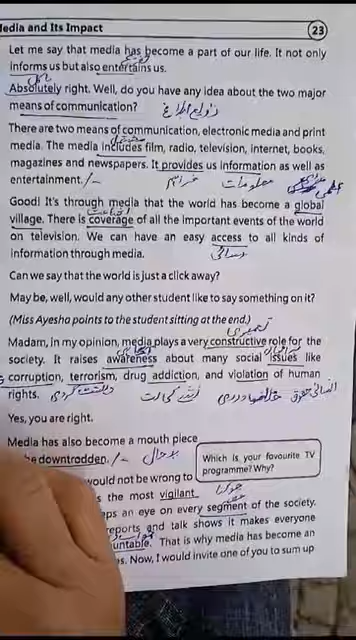 Media and Its Impact 23
Let me say that media has become a part of our life. It not only
informs us but also entertains us.
Absolutely right. Well, do you have any idea about the two major
means of communication? ذرائع ابلاغ
There are two means of communication, electronic media and print
media. The media includes film, radio, television, internet, books,
magazines and newspapers. It provides us information as well as
entertainment. معلومات
Good! It's through media that the world has become a global
village. There is coverage of all the important events of the world
on television. We can have an easy access to all kinds of
information through media. رسائی
Can we say that the world is just a click away?
May be, well, would any other student like to say something on it?
(Miss Ayesha points to the student sitting at the end.)
تعمیری
Madam, in my opinion, media plays a very constructive role for the
society. It raises awareness about many social issues like
corruption, terrorism, drug addiction, and violation of human
rights. دہشت گردی
Yes, you are right.
Media has also become a mouth piece
he downtrodden. بدحال
Which is your favourite TV
programme? Why?
would not be wrong to
s the most vigilant
ps an eye on every segment of the society.
reports and talk shows it makes everyone
untable. That is why media has become an
es. Now, I would invite one of you to sum up